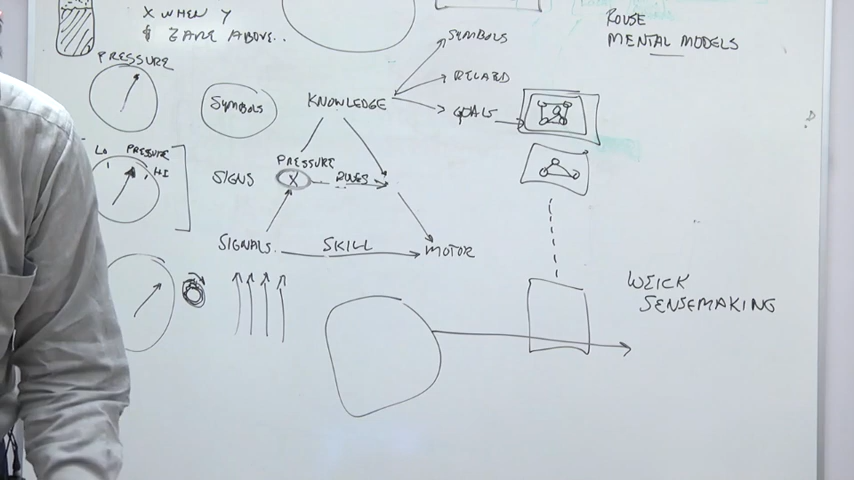 X WHEN Y
& Z ARE ABOVE..
ROUSE
MENTAL MODELS
SYMBOLS
PRESSURE
SYMBOLS
KNOWLEDGE
GOALS
LO PRESSURE
HI
SIGNS
PRESSURE
X
RULES
SIGNALS
SKILL
MOTOR
WEICK
SENSEMAKING